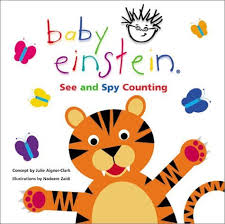 baby
einstein.
See and Spy Counting
Concept by Julie Aigner-Clark
Illustrations by Nadeem Zaidi